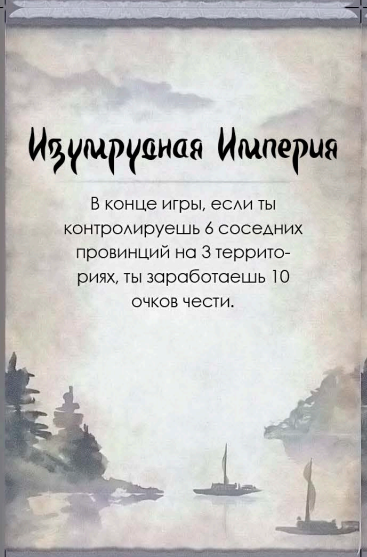 Изумрудная Империя
В конце игры, если ты
контролируешь 6 соседних
провинций на 3 террито-
риях, ты заработаешь 10
очков чести.